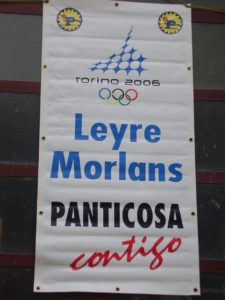 torino 2006
Leyre
Morlans
PANTICOSA
contigo